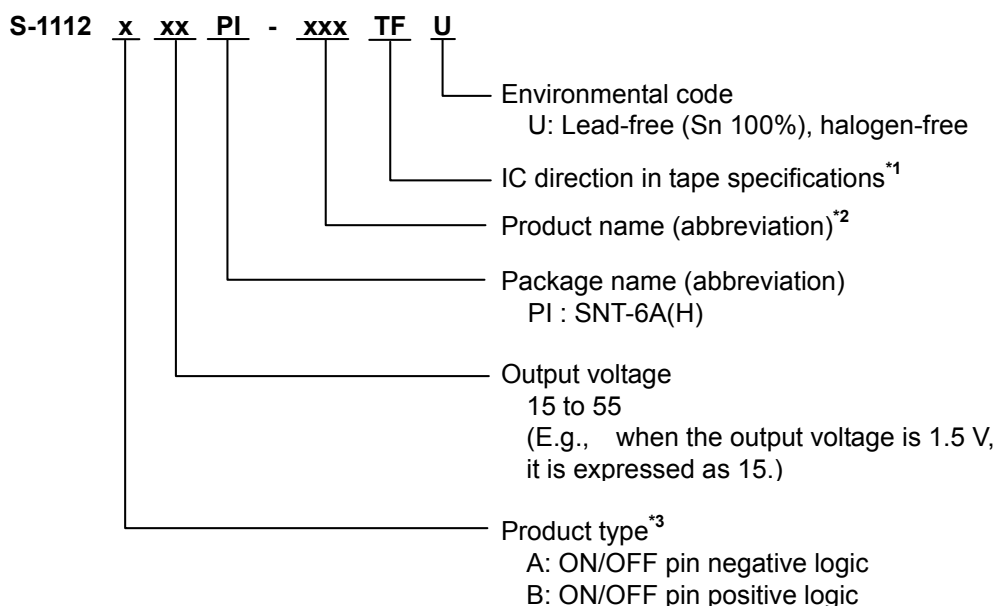 S-1112 x xx PI - xxx TF U
Environmental code
U: Lead-free (Sn 100%), halogen-free
IC direction in tape specifications*1
Product name (abbreviation)*2
Package name (abbreviation)
PI : SNT-6A(H)
Output voltage
15 to 55
(E.g., when the output voltage is 1.5 V,
it is expressed as 15.)
Product type*3
A: ON/OFF pin negative logic
B: ON/OFF pin positive logic